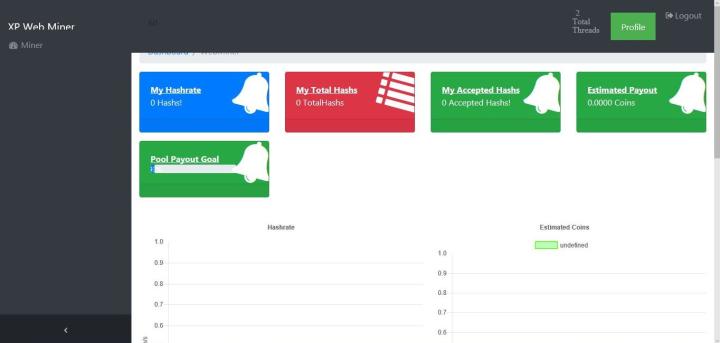 XP Web Miner
Miner
2
Total
Threads
Profile
Logout
Dashboard / WebMiner
My Hashrate
0 Hashs!
My Total Hashs
0 TotalHashs
My Accepted Hashs
0 Accepted Hashs!
Estimated Payout
0.0000 Coins
Pool Payout Goal
Hashrate
1.0
0.9
0.8
0.7
0.6
Estimated Coins
undefined
1.0
0.9
0.8
0.7
0.6